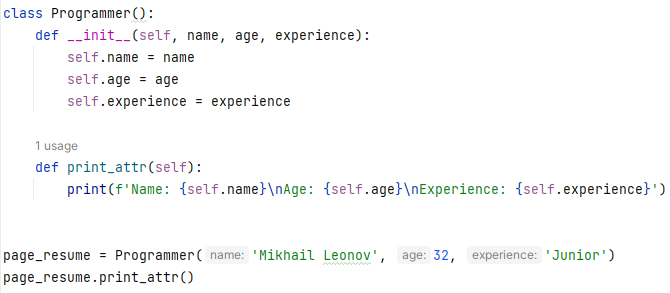 class Programmer():
    def __init__(self, name, age, experience):
        self.name = name
        self.age = age
        self.experience = experience
    1 usage
    def print_attr(self):
        print(f'Name: {self.name}\nAge: {self.age}\nExperience: {self.experience}')
page_resume = Programmer( name: 'Mikhail Leonov', age: 32, experience: 'Junior')
page_resume.print_attr()